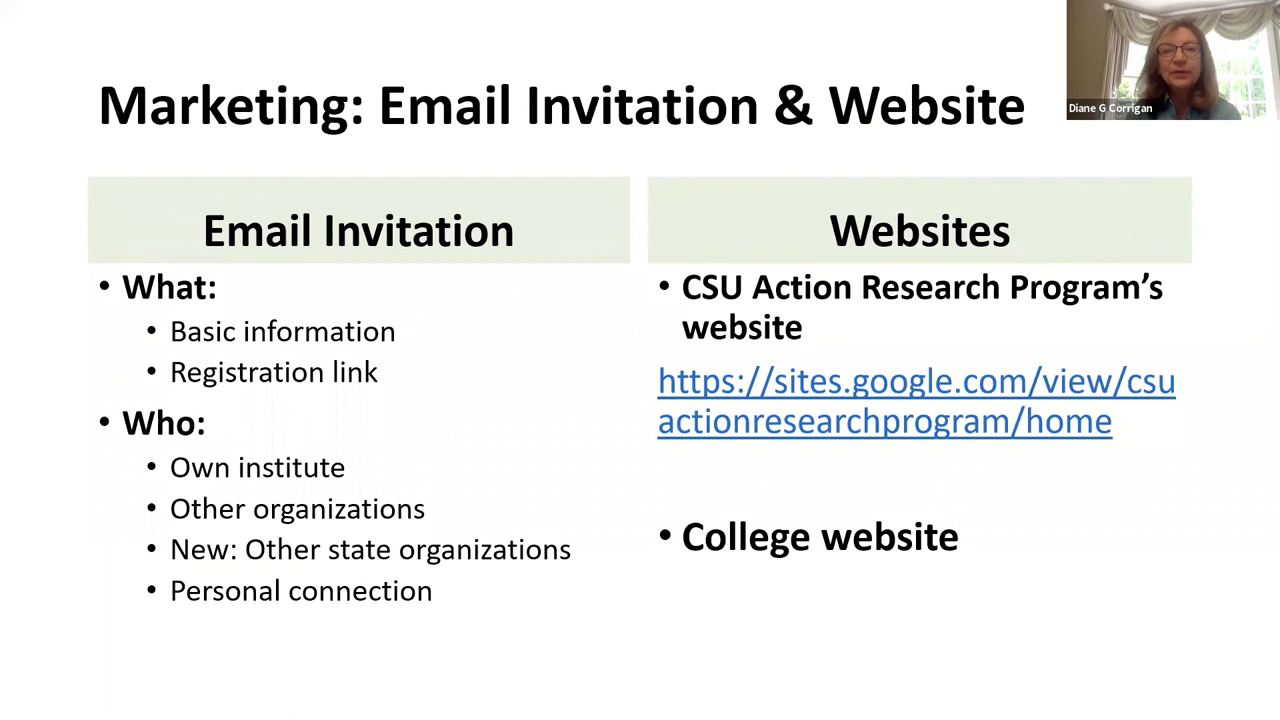 Marketing: Email Invitation & Website
Diane G Corrigan
Email Invitation
• What:
• Basic information
• Registration link
• Who:
• Own institute
• Other organizations
• New: Other state organizations
• Personal connection
Websites
• CSU Action Research Program’s
website
https://sites.google.com/view/csu
actionresearchprogram/home
• College website